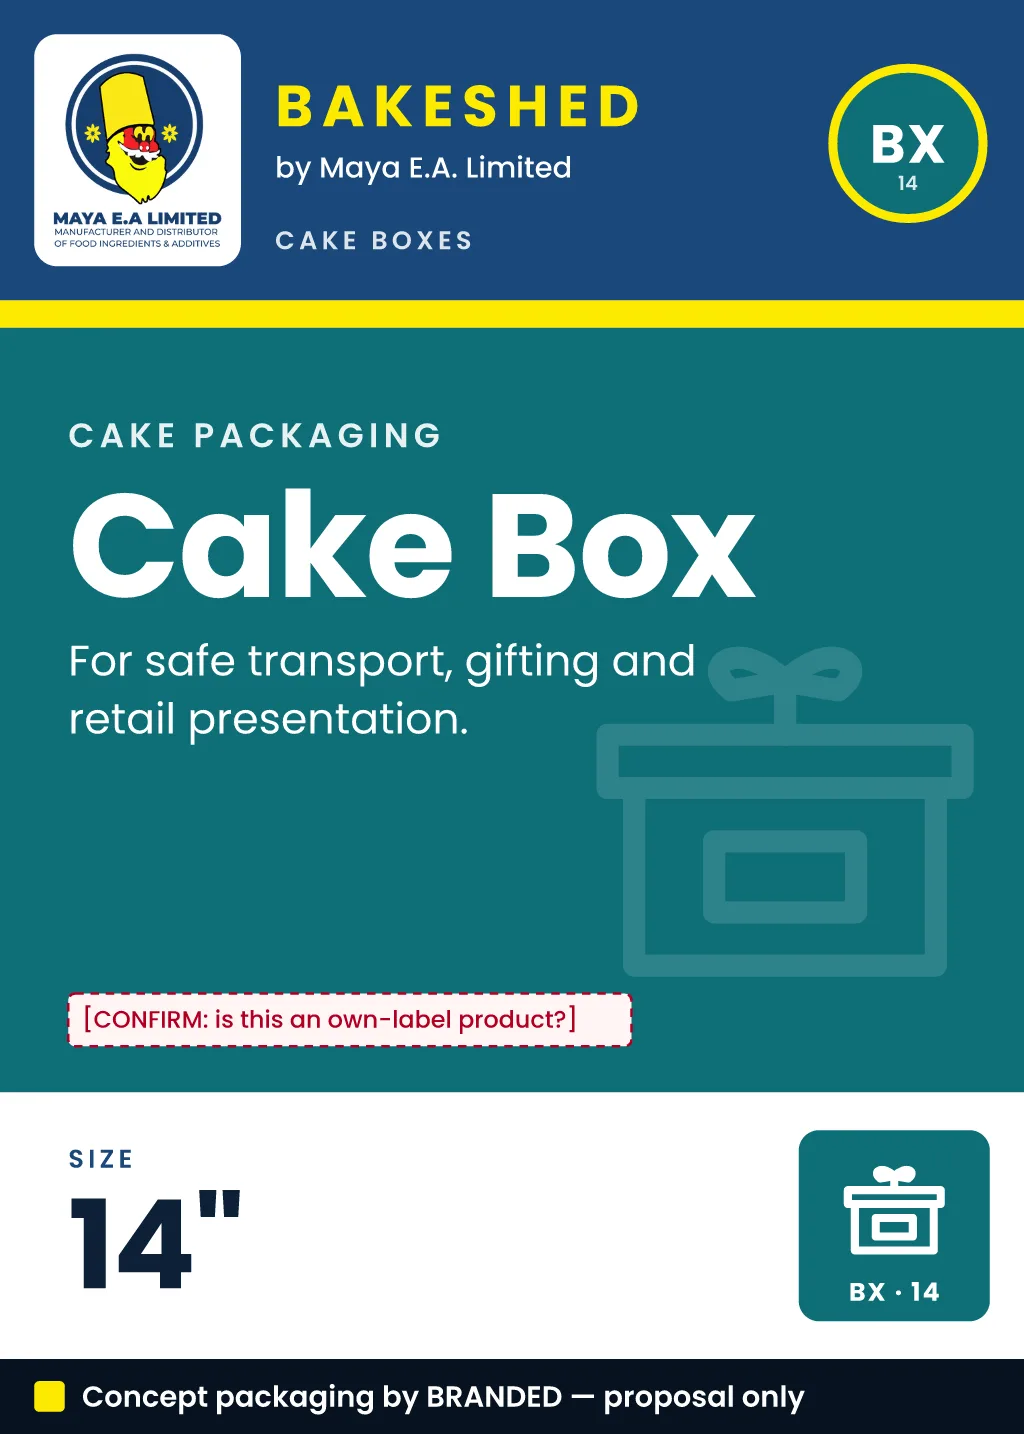 MAYA E.A LIMITED
MANUFACTURER AND DISTRIBUTOR
OF FOOD INGREDIENTS & ADDITIVES
BAKESHED
by Maya E.A. Limited
CAKE BOXES
BX
14
CAKE PACKAGING
Cake Box
For safe transport, gifting and
retail presentation.
[CONFIRM: is this an own-label product?]
SIZE
14"
BX · 14
Concept packaging by BRANDED — proposal only